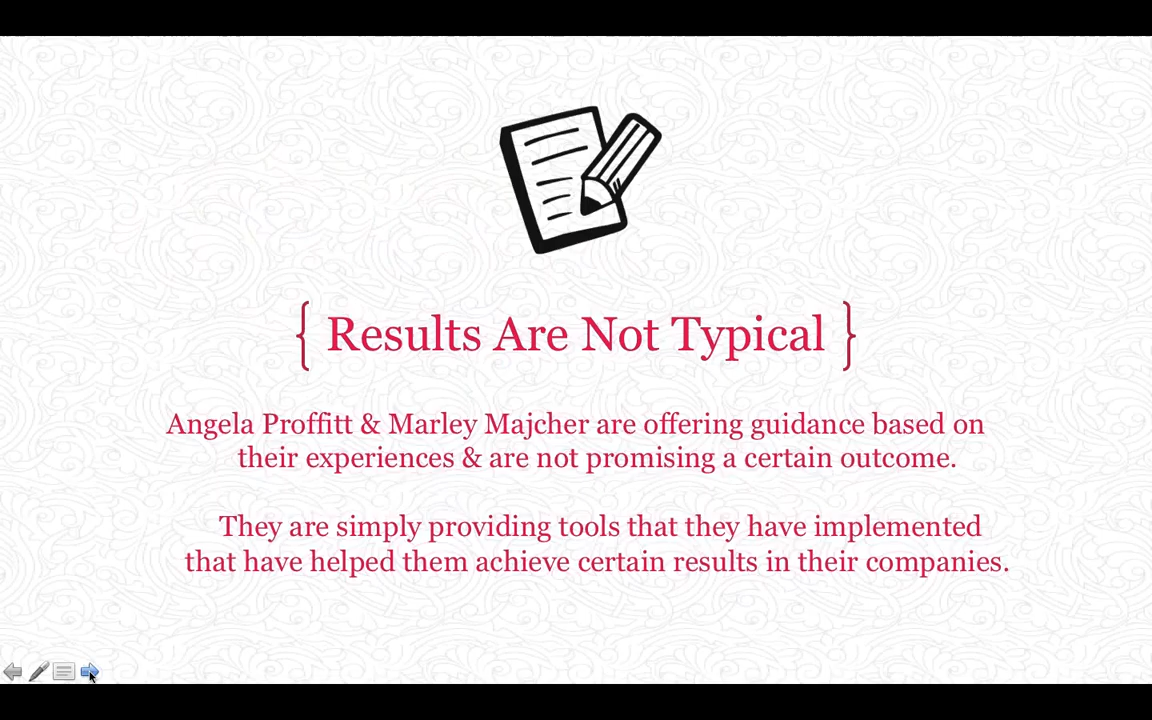 { Results Are Not Typical }
Angela Proffitt & Marley Majcher are offering guidance based on
their experiences & are not promising a certain outcome.
They are simply providing tools that they have implemented
that have helped them achieve certain results in their companies.